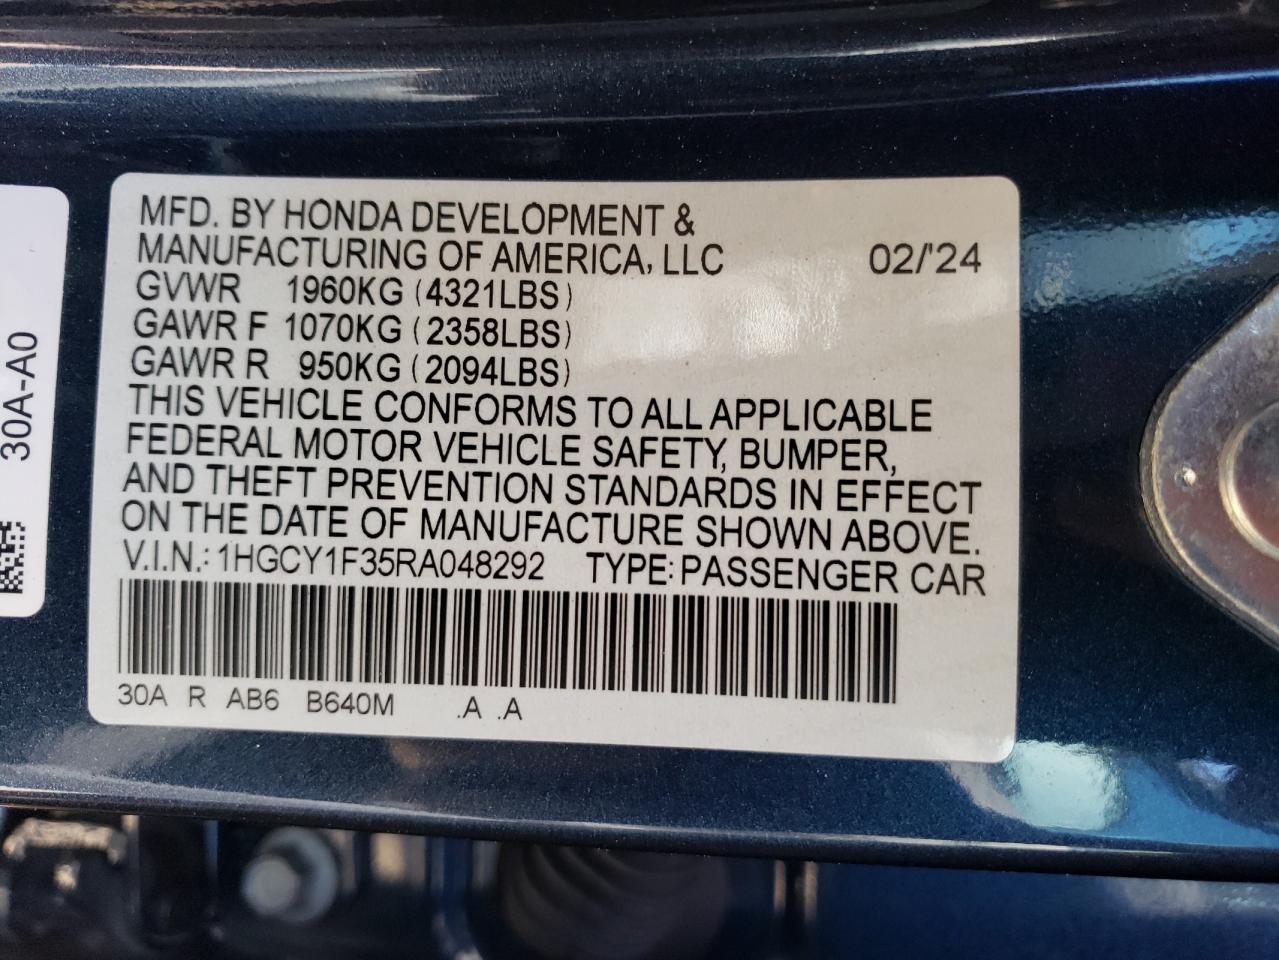 MFD. BY HONDA DEVELOPMENT &
MANUFACTURING OF AMERICA, LLC 02/'24
GVWR 1960KG (4321LBS)
GAWR F 1070KG (2358LBS)
GAWR R 950KG (2094LBS)
THIS VEHICLE CONFORMS TO ALL APPLICABLE
FEDERAL MOTOR VEHICLE SAFETY, BUMPER,
AND THEFT PREVENTION STANDARDS IN EFFECT
ON THE DATE OF MANUFACTURE SHOWN ABOVE.
V.I.N.: 1HGCY1F35RA048292 TYPE: PASSENGER CAR
30A R AB6 B640M .A .A
30A-A0